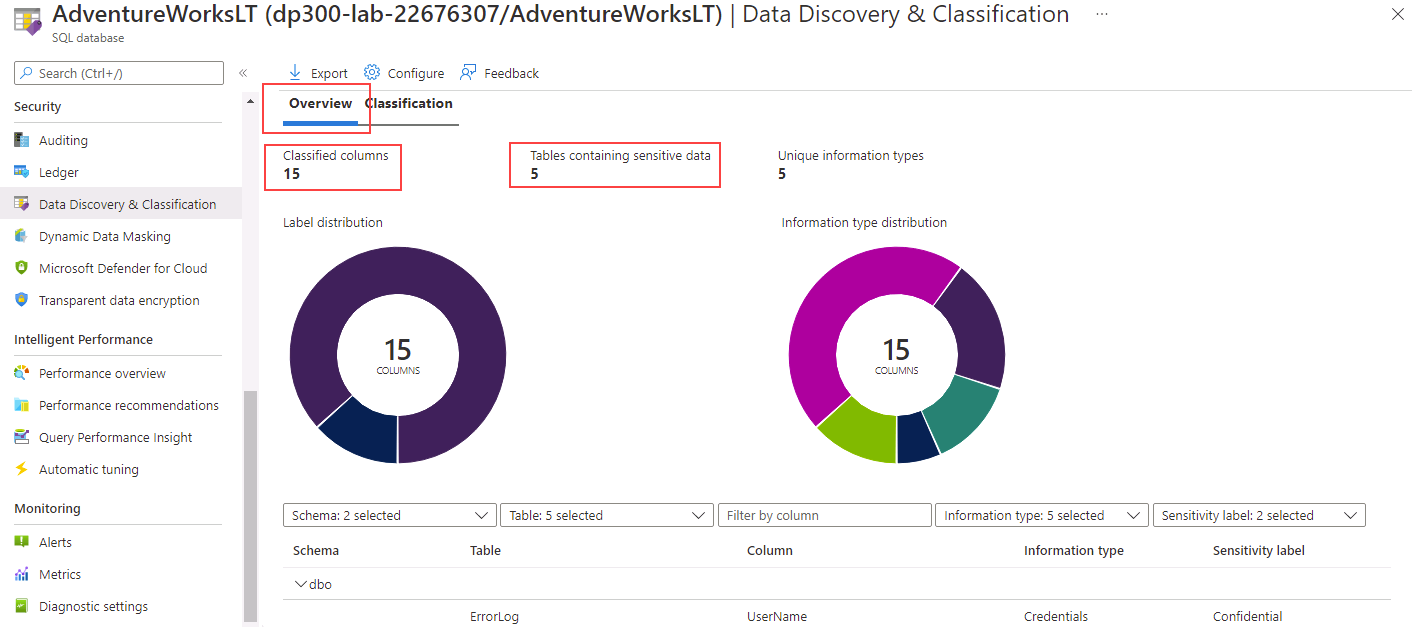 AdventureWorksLT (dp300-lab-22676307/AdventureWorksLT) | Data Discovery & Classification ...
SQL database
Search (Ctrl+/)
«
Export
Configure
Feedback
Security
Auditing
Ledger
Data Discovery & Classification
Dynamic Data Masking
Microsoft Defender for Cloud
Transparent data encryption
Intelligent Performance
Performance overview
Performance recommendations
Query Performance Insight
Automatic tuning
Monitoring
Alerts
Metrics
Diagnostic settings
Overview
Classification
Classified columns
15
Tables containing sensitive data
5
Unique information types
5
Label distribution
15
COLUMNS
Information type distribution
15
COLUMNS
Schema: 2 selected
Table: 5 selected
Filter by column
Information type: 5 selected
Sensitivity label: 2 selected
Schema Table Column Information type Sensitivity label
dbo
ErrorLog UserName Credentials Confidential